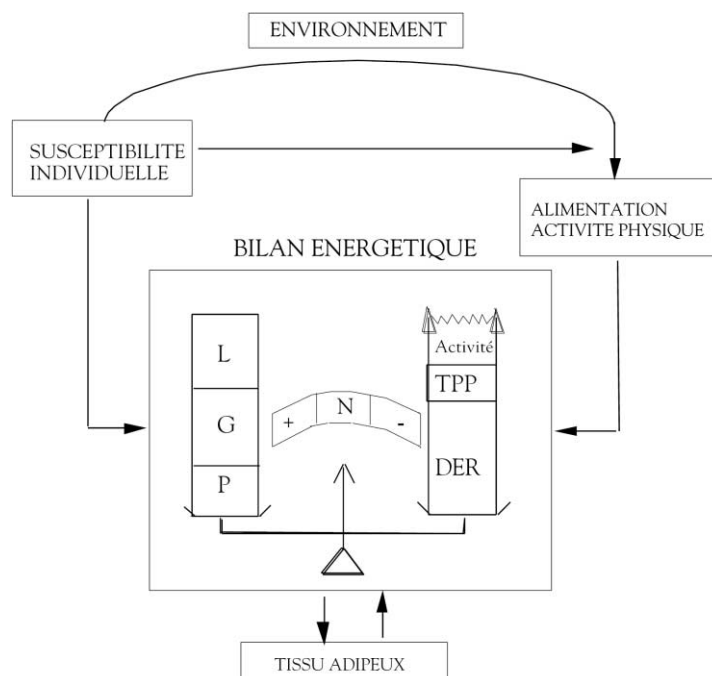 ENVIRONNEMENT
SUSCEPTIBILITE
INDIVIDUELLE
ALIMENTATION
ACTIVITE PHYSIQUE
BILAN ENERGETIQUE
L
G
P
+
N
-
Activité
TPP
DER
TISSU ADIPEUX